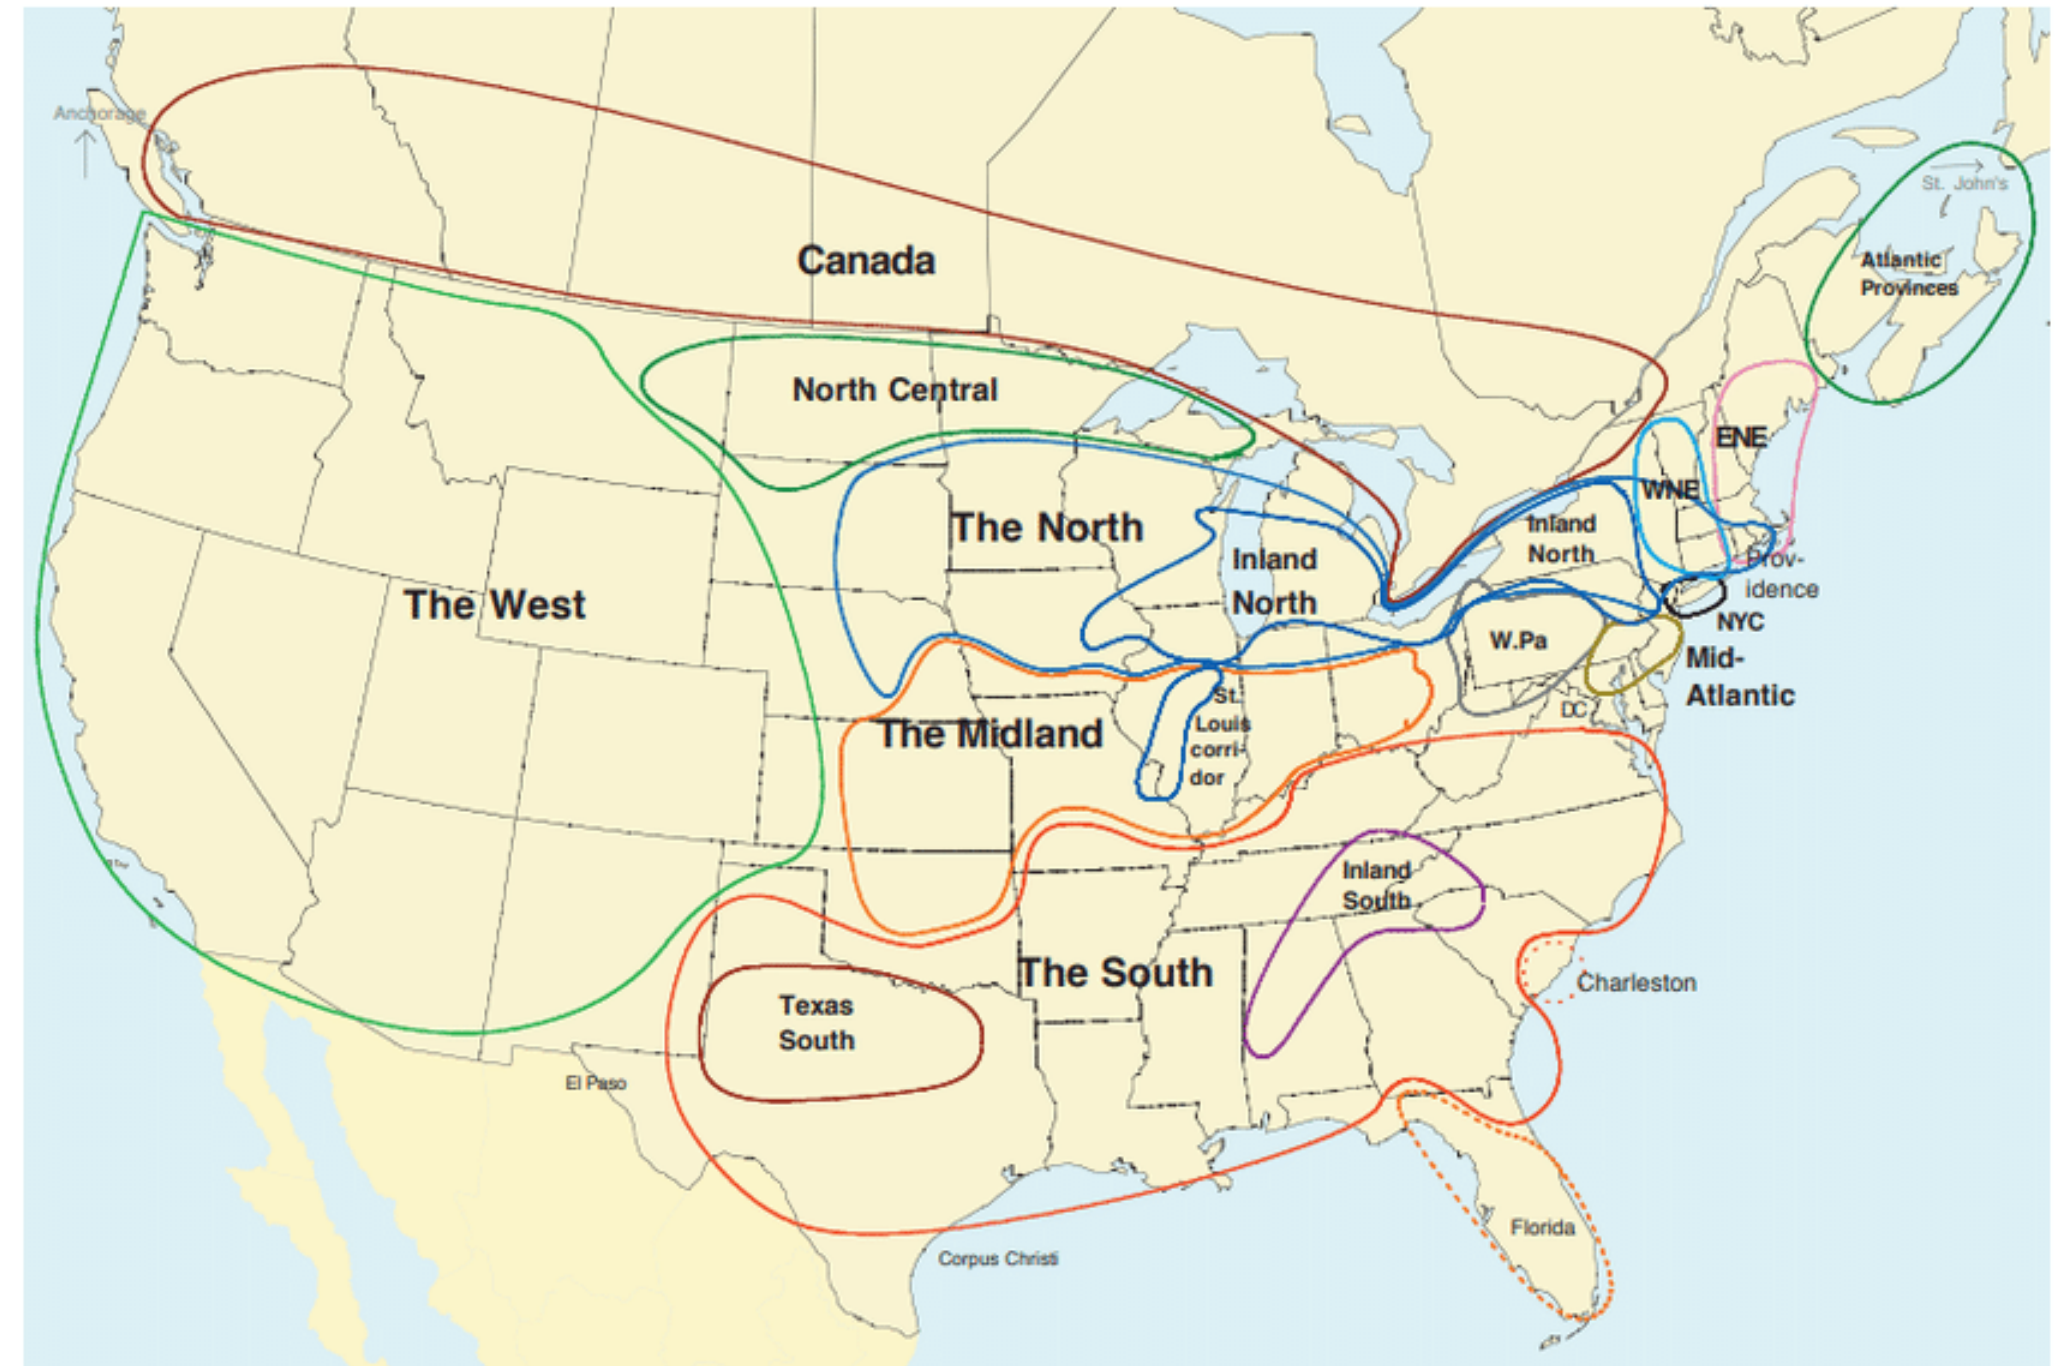 Anchorage
St. John's
Canada
Atlantic
Provinces
North Central
ENE
WNE
The North
Inland
North
Inland
North
Prov-
idence
The West
NYC
W.Pa
Mid-
Atlantic
St.
Louis
corri-
dor
DC
The Midland
Inland
South
The South
Charleston
Texas
South
El Paso
Florida
Corpus Christi